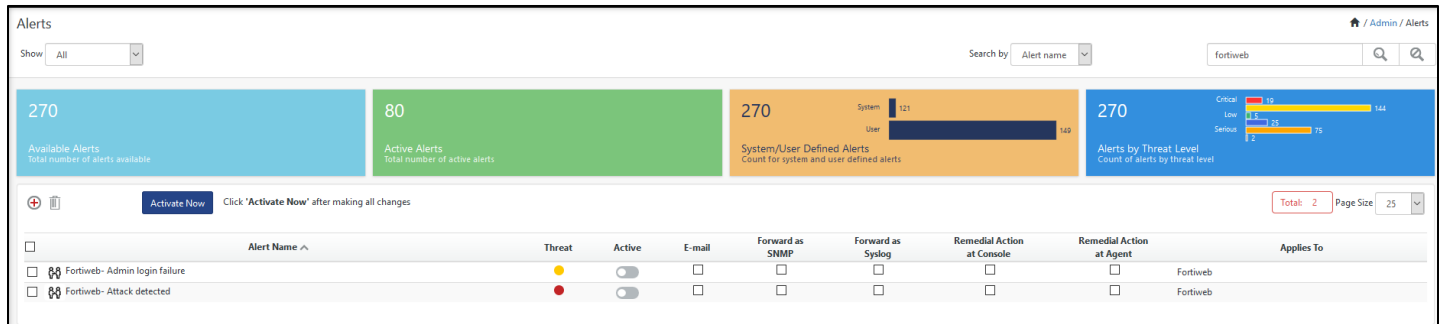 Alerts
/ Admin / Alerts
Show All
Search by Alert name
fortiweb
270
Available Alerts
Total number of alerts available
80
Active Alerts
Total number of active alerts
270
System 121
User 149
System/User Defined Alerts
Count for system and user defined alerts
270
Critical 19
144
Low 5
25
Serious 75
2
Alerts by Threat Level
Count of alerts by threat level
Activate Now Click 'Activate Now' after making all changes
Total: 2 Page Size 25
Alert Name Threat Active E-mail Forward as SNMP Forward as Syslog Remedial Action at Console Remedial Action at Agent Applies To
Fortiweb- Admin login failure Fortiweb
Fortiweb- Attack detected Fortiweb